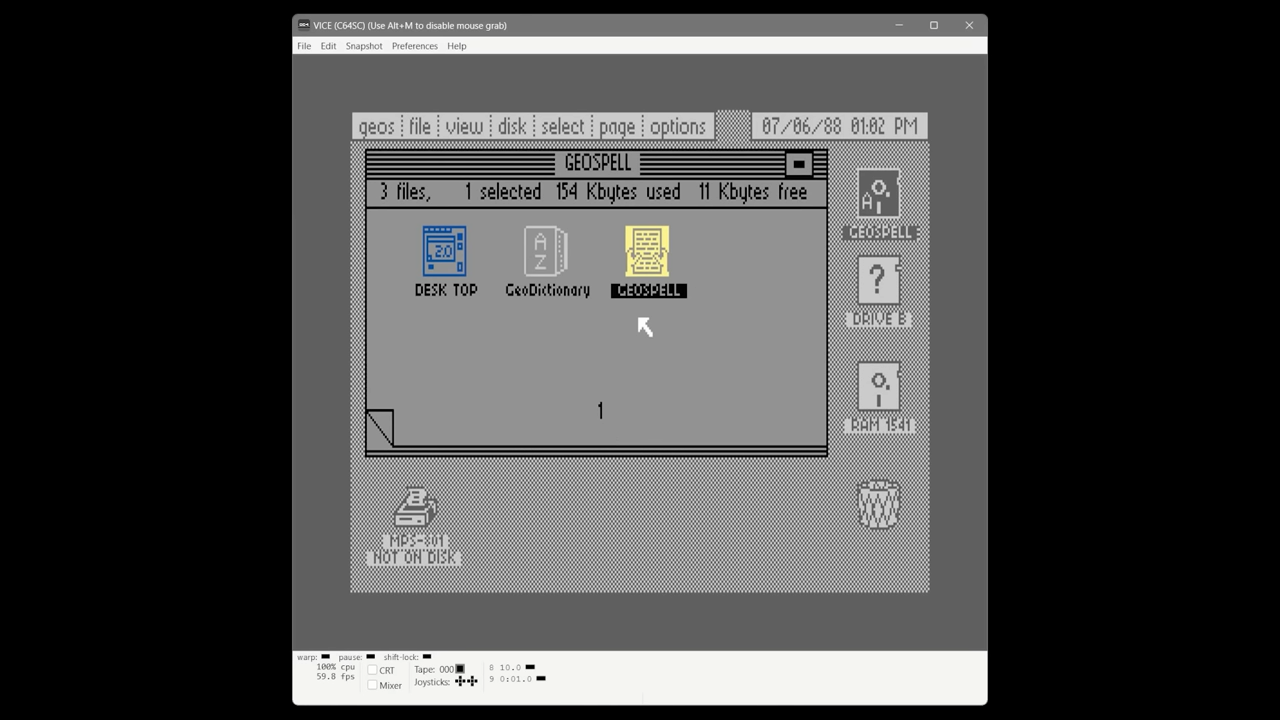 VICE (C64SC) (Use Alt+M to disable mouse grab)
File Edit Snapshot Preferences Help
geos file view disk select page options 07/06/88 01:02 PM
GEOSPELL
3 files, 1 selected 154 Kbytes used 11 Kbytes free
A
GEOSPELL
2.0
A
Z
DESK TOP GeoDictionary GEOSPELL
?
DRIVE B
RAM 1541
1
MPS-801
NOT ON DISK
warp: pause: shift-lock:
100% cpu
59.8 fps
CRT
Mixer
Tape: 000
Joysticks:
8 10.0
9 0:01.0